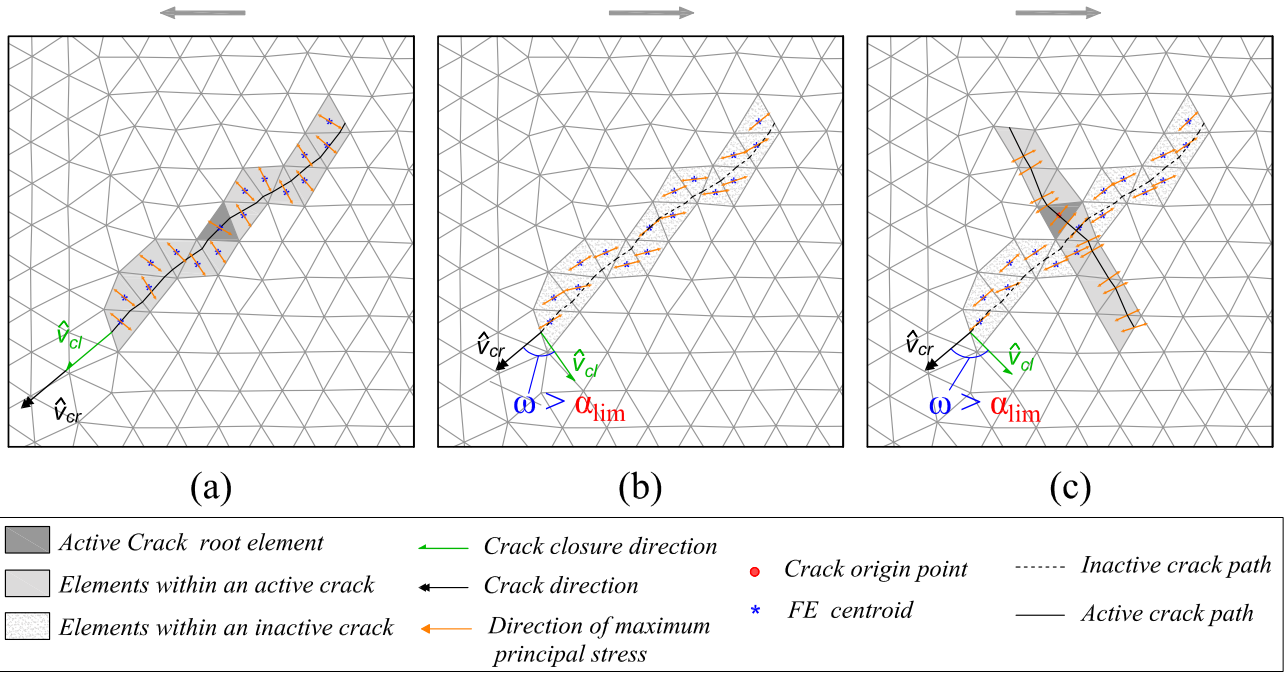 v̂cl
v̂cr
v̂cr
v̂cl
ω > αlim
v̂cr
v̂cl
ω > αlim
(a)
(b)
(c)
Active Crack root element
Elements within an active crack
Elements within an inactive crack
Crack closure direction
Crack direction
Direction of maximum
principal stress
Crack origin point
FE centroid
Inactive crack path
Active crack path